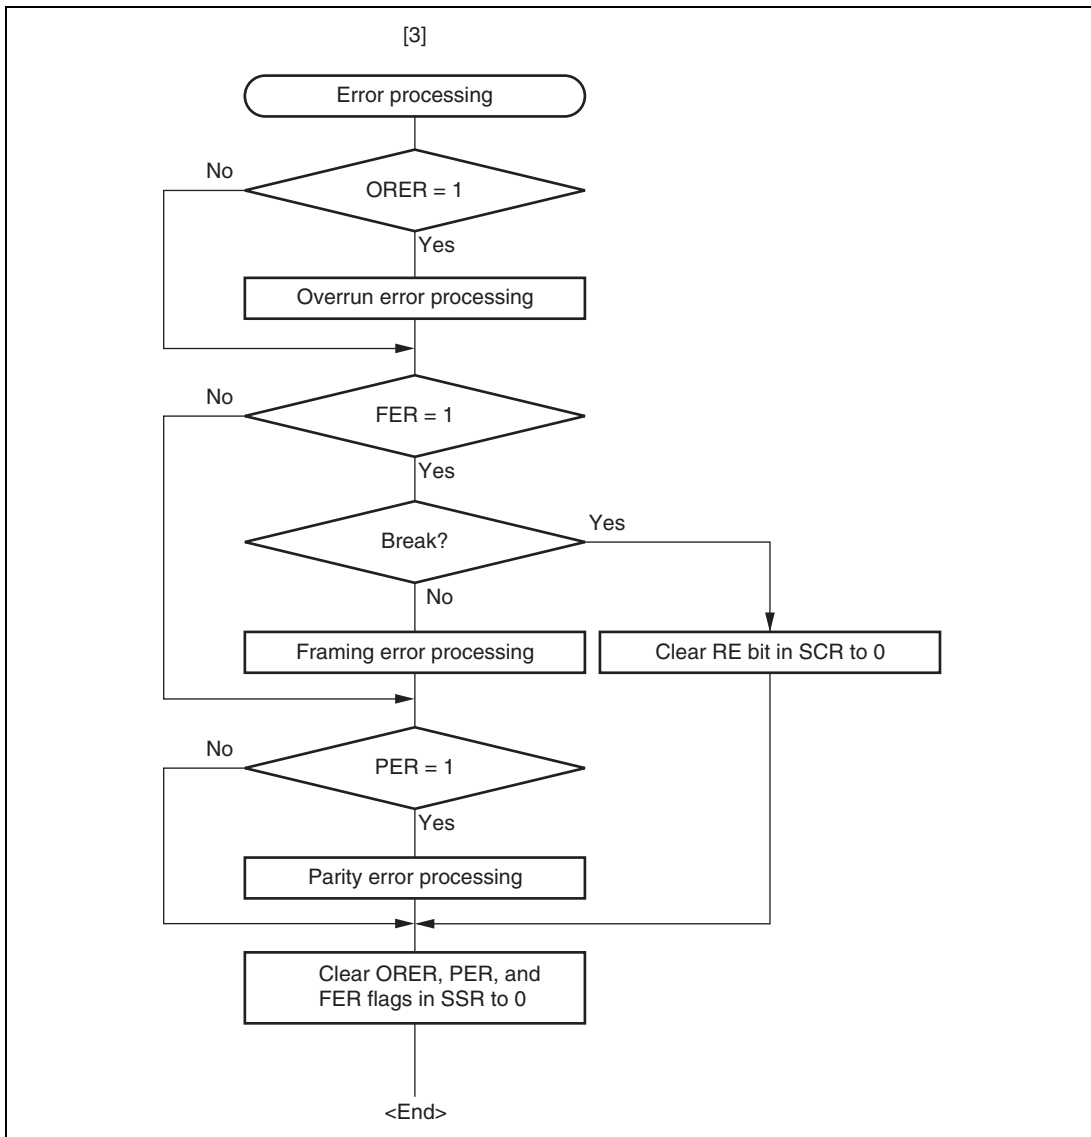 [3]
Error processing
No
ORER = 1
Yes
Overrun error processing
No
FER = 1
Yes
Break?
Yes
No
Framing error processing
Clear RE bit in SCR to 0
No
PER = 1
Yes
Parity error processing
Clear ORER, PER, and
FER flags in SSR to 0
<End>